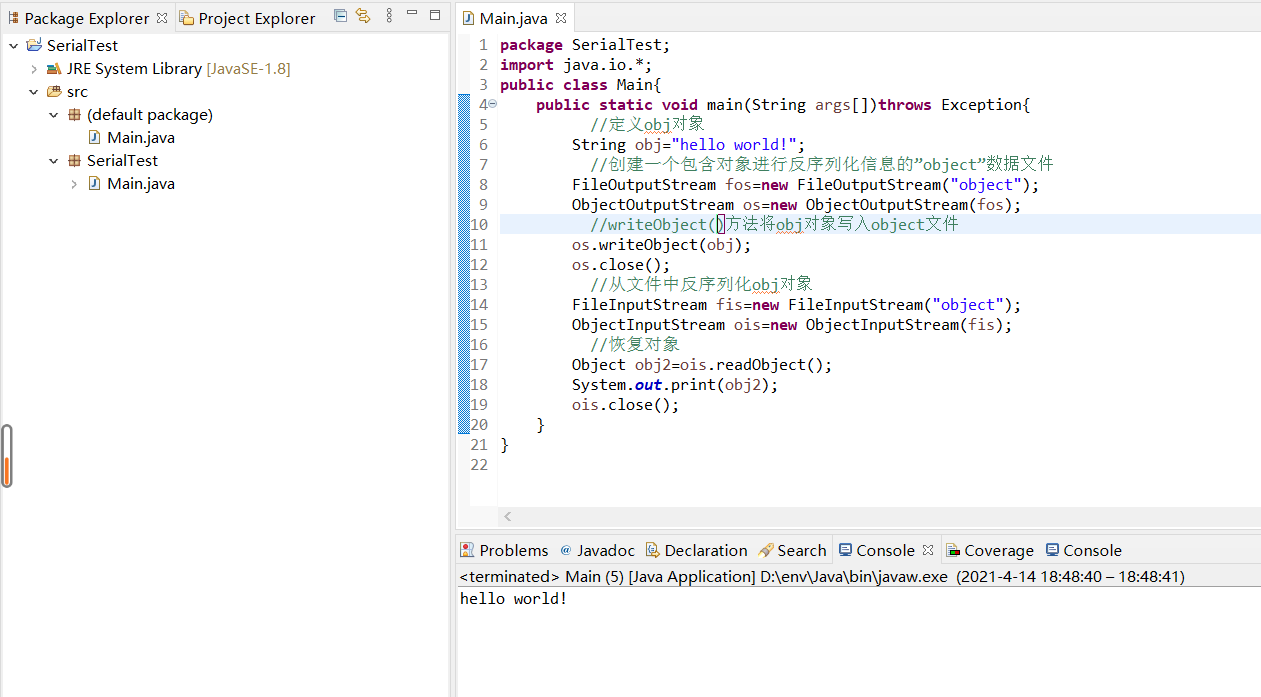 Package Explorer Project Explorer
SerialTest
JRE System Library [JavaSE-1.8]
src
(default package)
Main.java
SerialTest
Main.java
Main.java
1 package SerialTest;
2 import java.io.*;
3 public class Main{
4 public static void main(String args[])throws Exception{
5 //定义obj对象
6 String obj="hello world!";
7 //创建一个包含对象进行反序列化信息的”object”数据文件
8 FileOutputStream fos=new FileOutputStream("object");
9 ObjectOutputStream os=new ObjectOutputStream(fos);
10 //writeObject()方法将obj对象写入object文件
11 os.writeObject(obj);
12 os.close();
13 //从文件中反序列化obj对象
14 FileInputStream fis=new FileInputStream("object");
15 ObjectInputStream ois=new ObjectInputStream(fis);
16 //恢复对象
17 Object obj2=ois.readObject();
18 System.out.print(obj2);
19 ois.close();
20 }
21 }
22
Problems @ Javadoc Declaration Search Console Coverage Console
<terminated> Main (5) [Java Application] D:\env\Java\bin\javaw.exe (2021-4-14 18:48:40 – 18:48:41)
hello world!